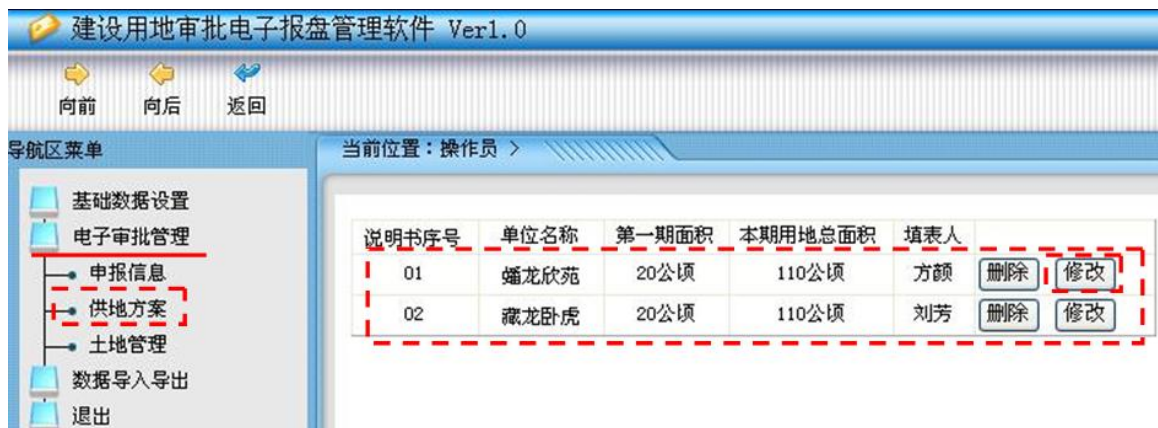 建设用地审批电子报盘管理软件 Ver1.0
向前 向后 返回
导航区菜单
当前位置：操作员 >
基础数据设置
电子审批管理
申报信息
供地方案
土地管理
数据导入导出
退出
说明书序号 单位名称 第一期面积 本期用地总面积 填表人
01 蟠龙欣苑 20公顷 110公顷 方颜 删除 修改
02 藏龙卧虎 20公顷 110公顷 刘芳 删除 修改